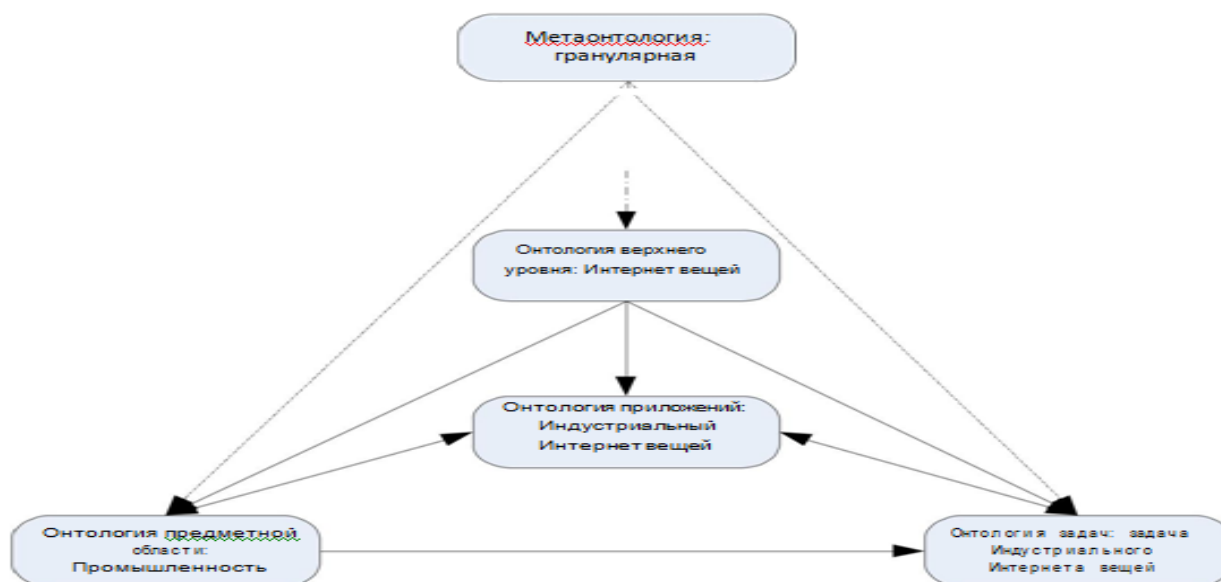 Метаонтология:
гранулярная
Онтология верхнего
уровня: Интернет вещей
Онтология приложений:
Индустриальный
Интернет вещей
Онтология предметной
области:
Промышленность
Онтология задач: задача
Индустриального
Интернета вещей